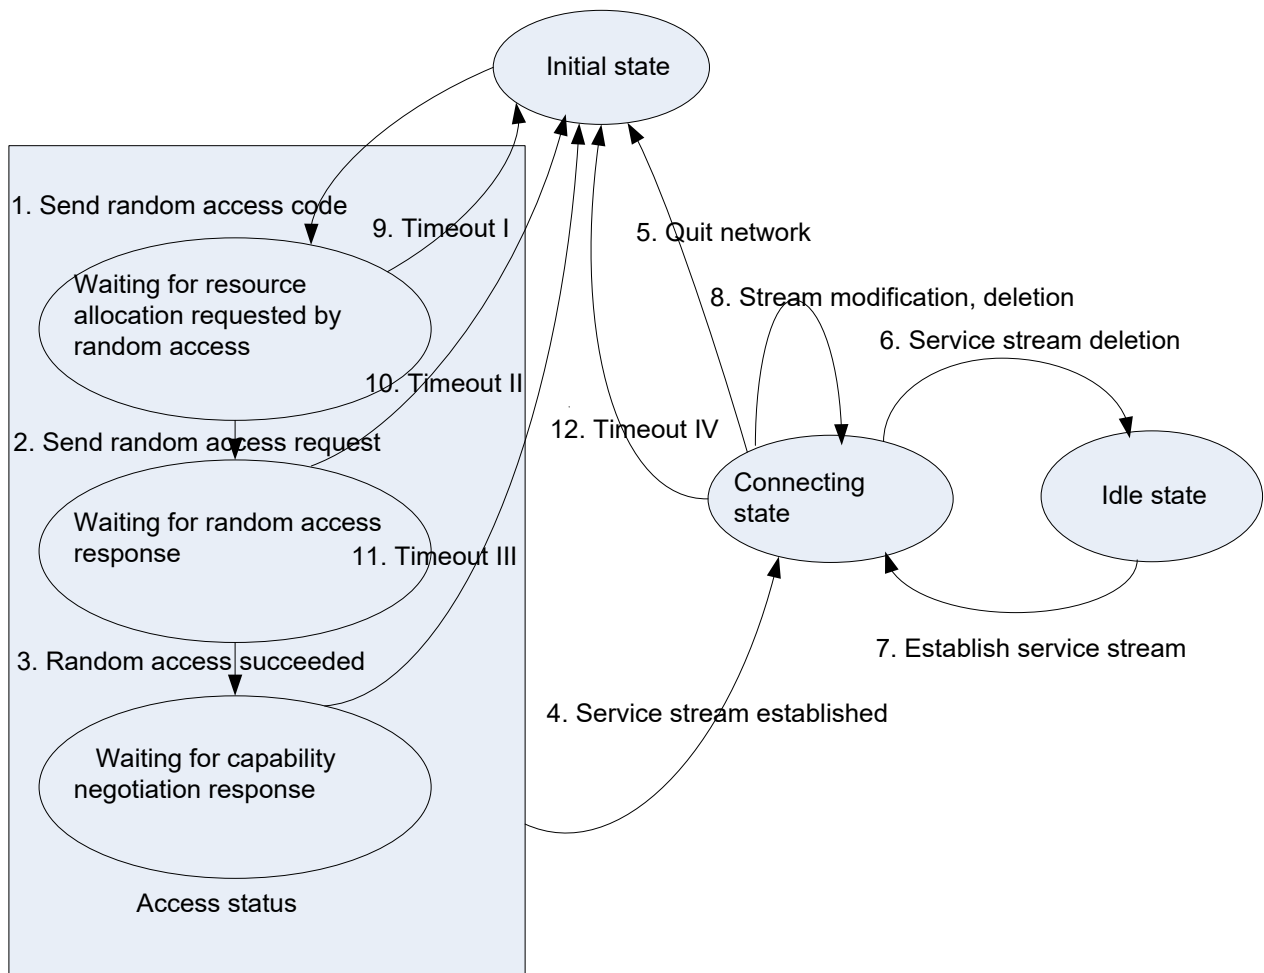 Initial state
1. Send random access code
9. Timeout I
5. Quit network
Waiting for resource
allocation requested by
random access
8. Stream modification, deletion
6. Service stream deletion
10. Timeout II
2. Send random access request
12. Timeout IV
Connecting
state
Idle state
Waiting for random access
response
11. Timeout III
3. Random access succeeded
7. Establish service stream
4. Service stream established
Waiting for capability
negotiation response
Access status